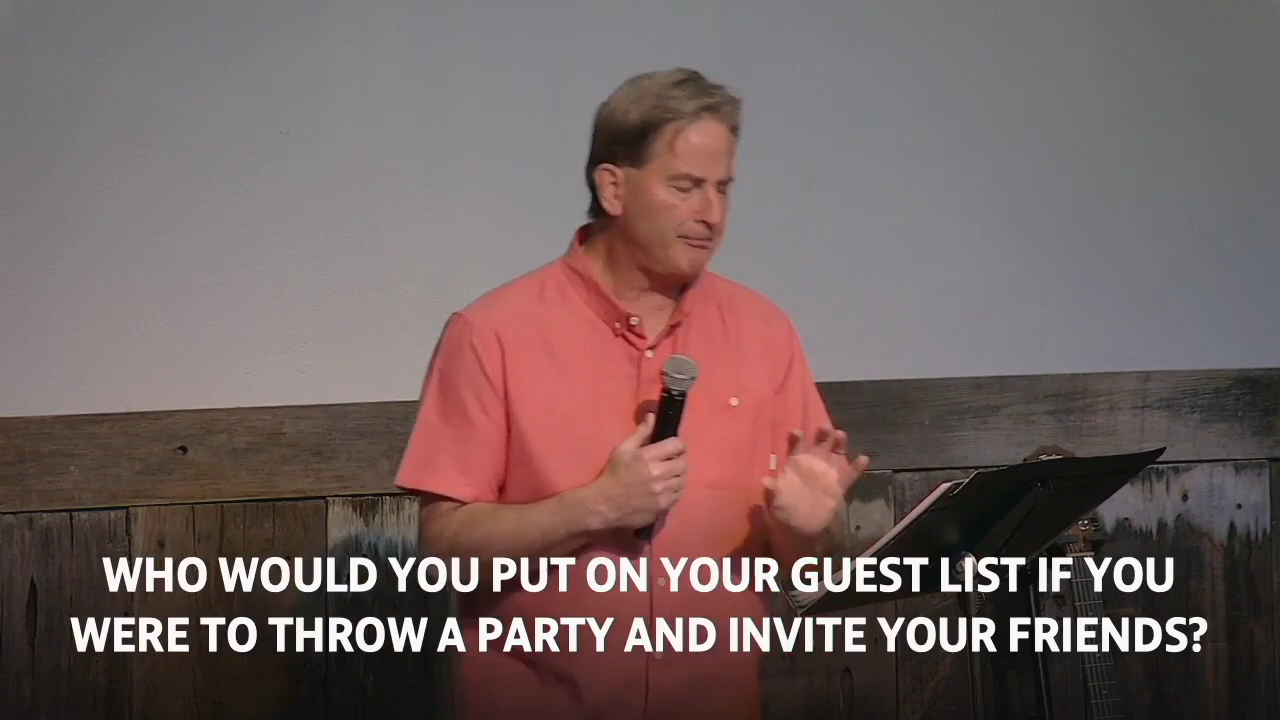 WHO WOULD YOU PUT ON YOUR GUEST LIST IF YOU
WERE TO THROW A PARTY AND INVITE YOUR FRIENDS?